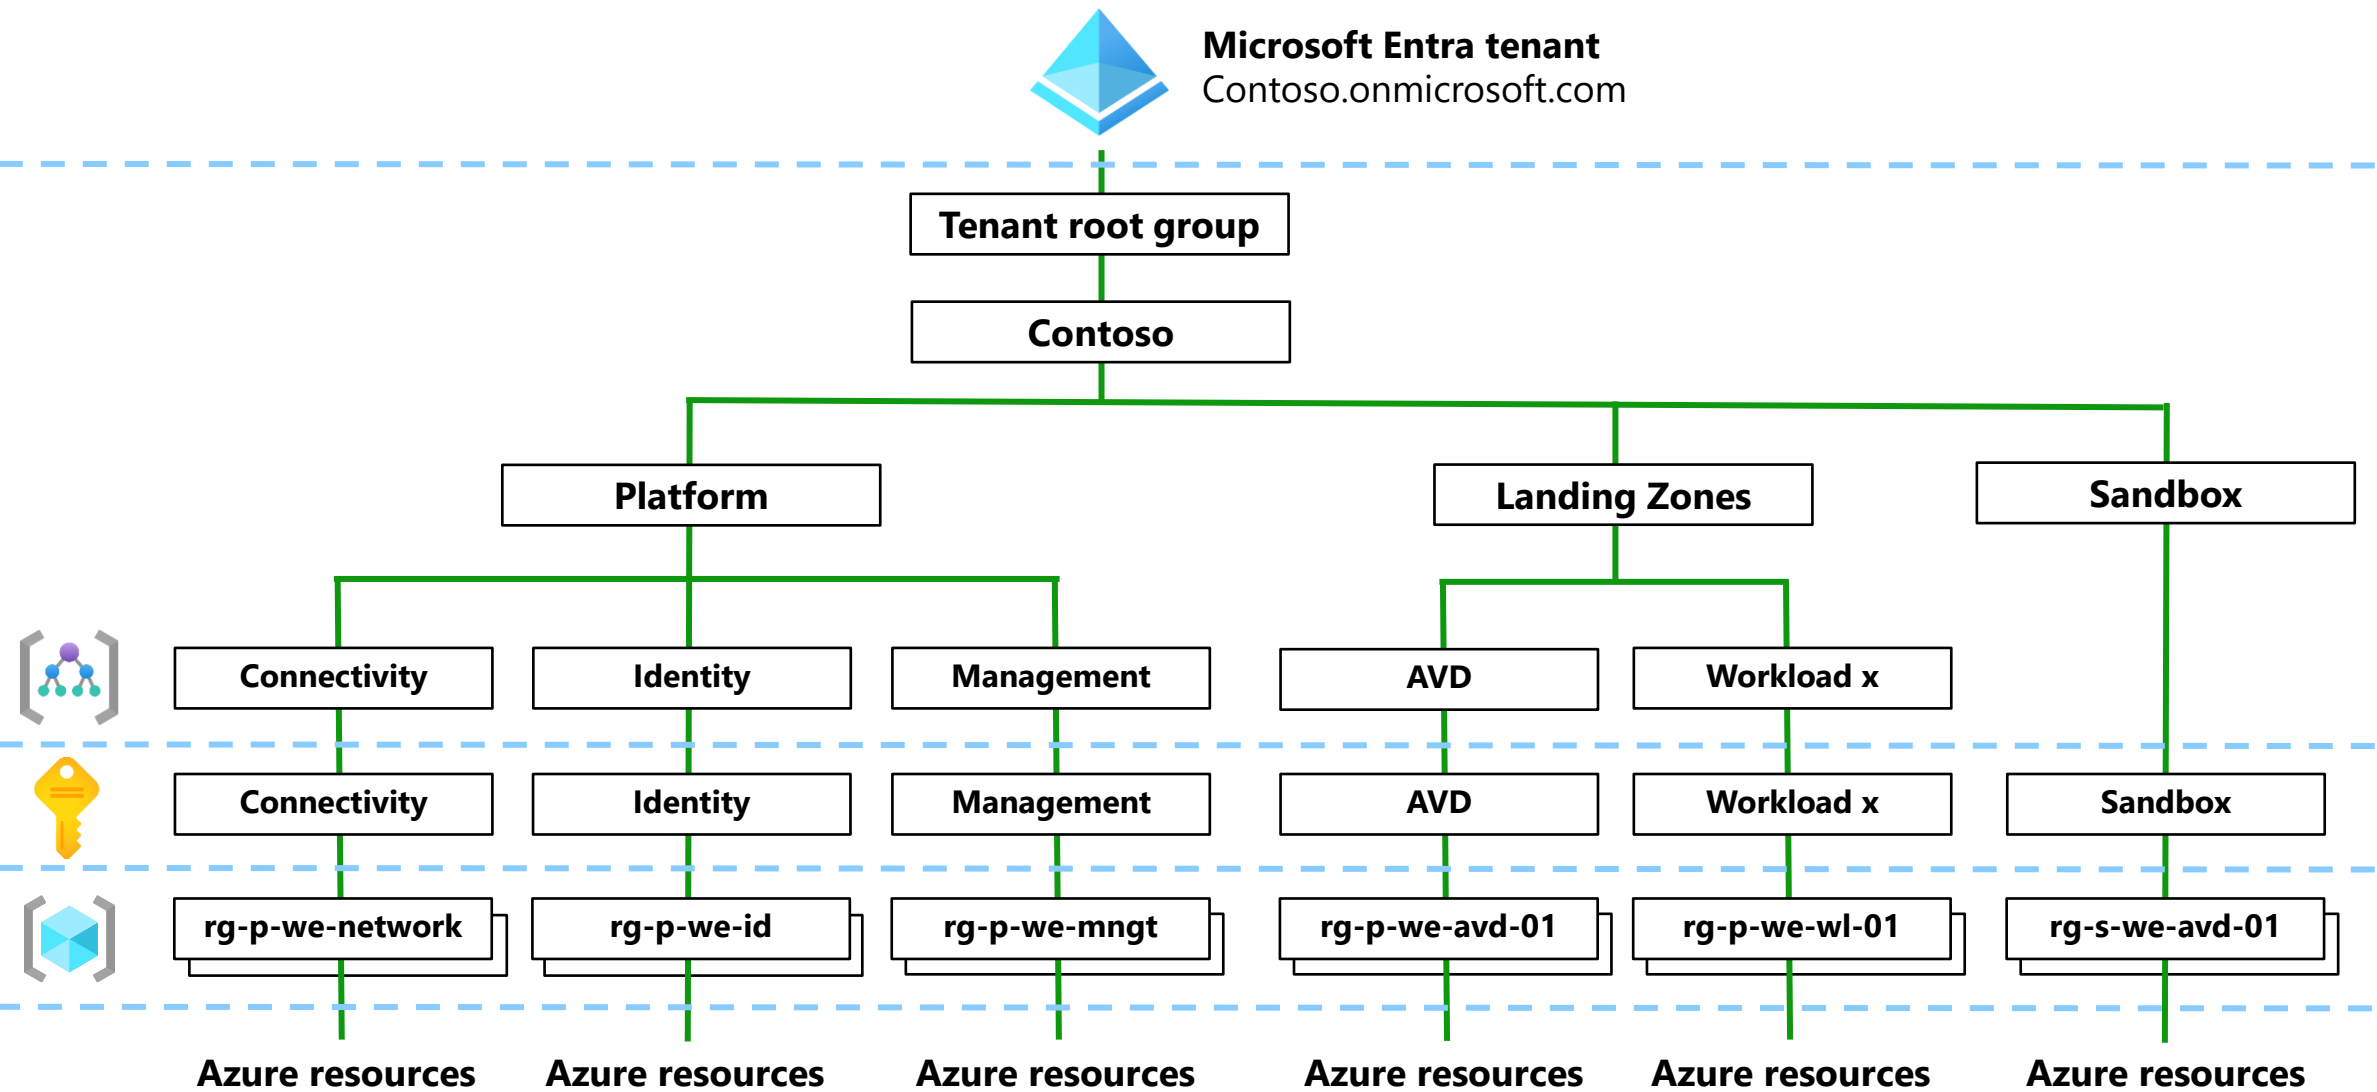 Microsoft Entra tenant
Contoso.onmicrosoft.com
Tenant root group
Contoso
Platform
Landing Zones
Sandbox
Connectivity
Identity
Management
AVD
Workload x
Connectivity
Identity
Management
AVD
Workload x
Sandbox
rg-p-we-network
rg-p-we-id
rg-p-we-mngt
rg-p-we-avd-01
rg-p-we-wl-01
rg-s-we-avd-01
Azure resources
Azure resources
Azure resources
Azure resources
Azure resources
Azure resources